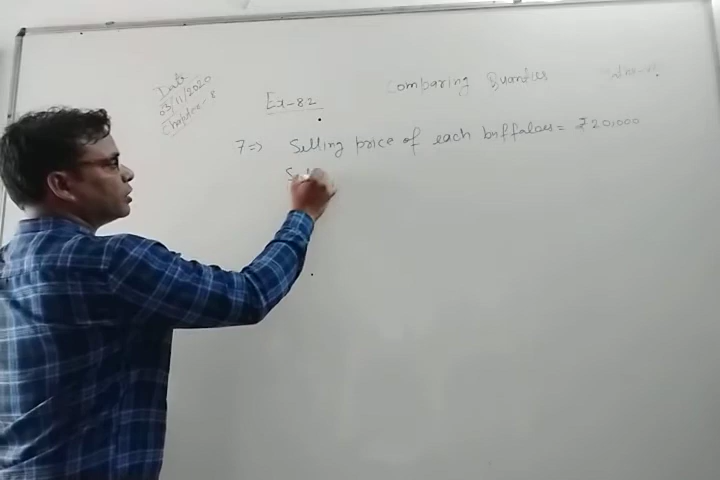 Date
03/11/2020
Chapter-8
Comparing Quantities
Ex-8.2
7=> Selling price of each buffaloes= ₹20,000